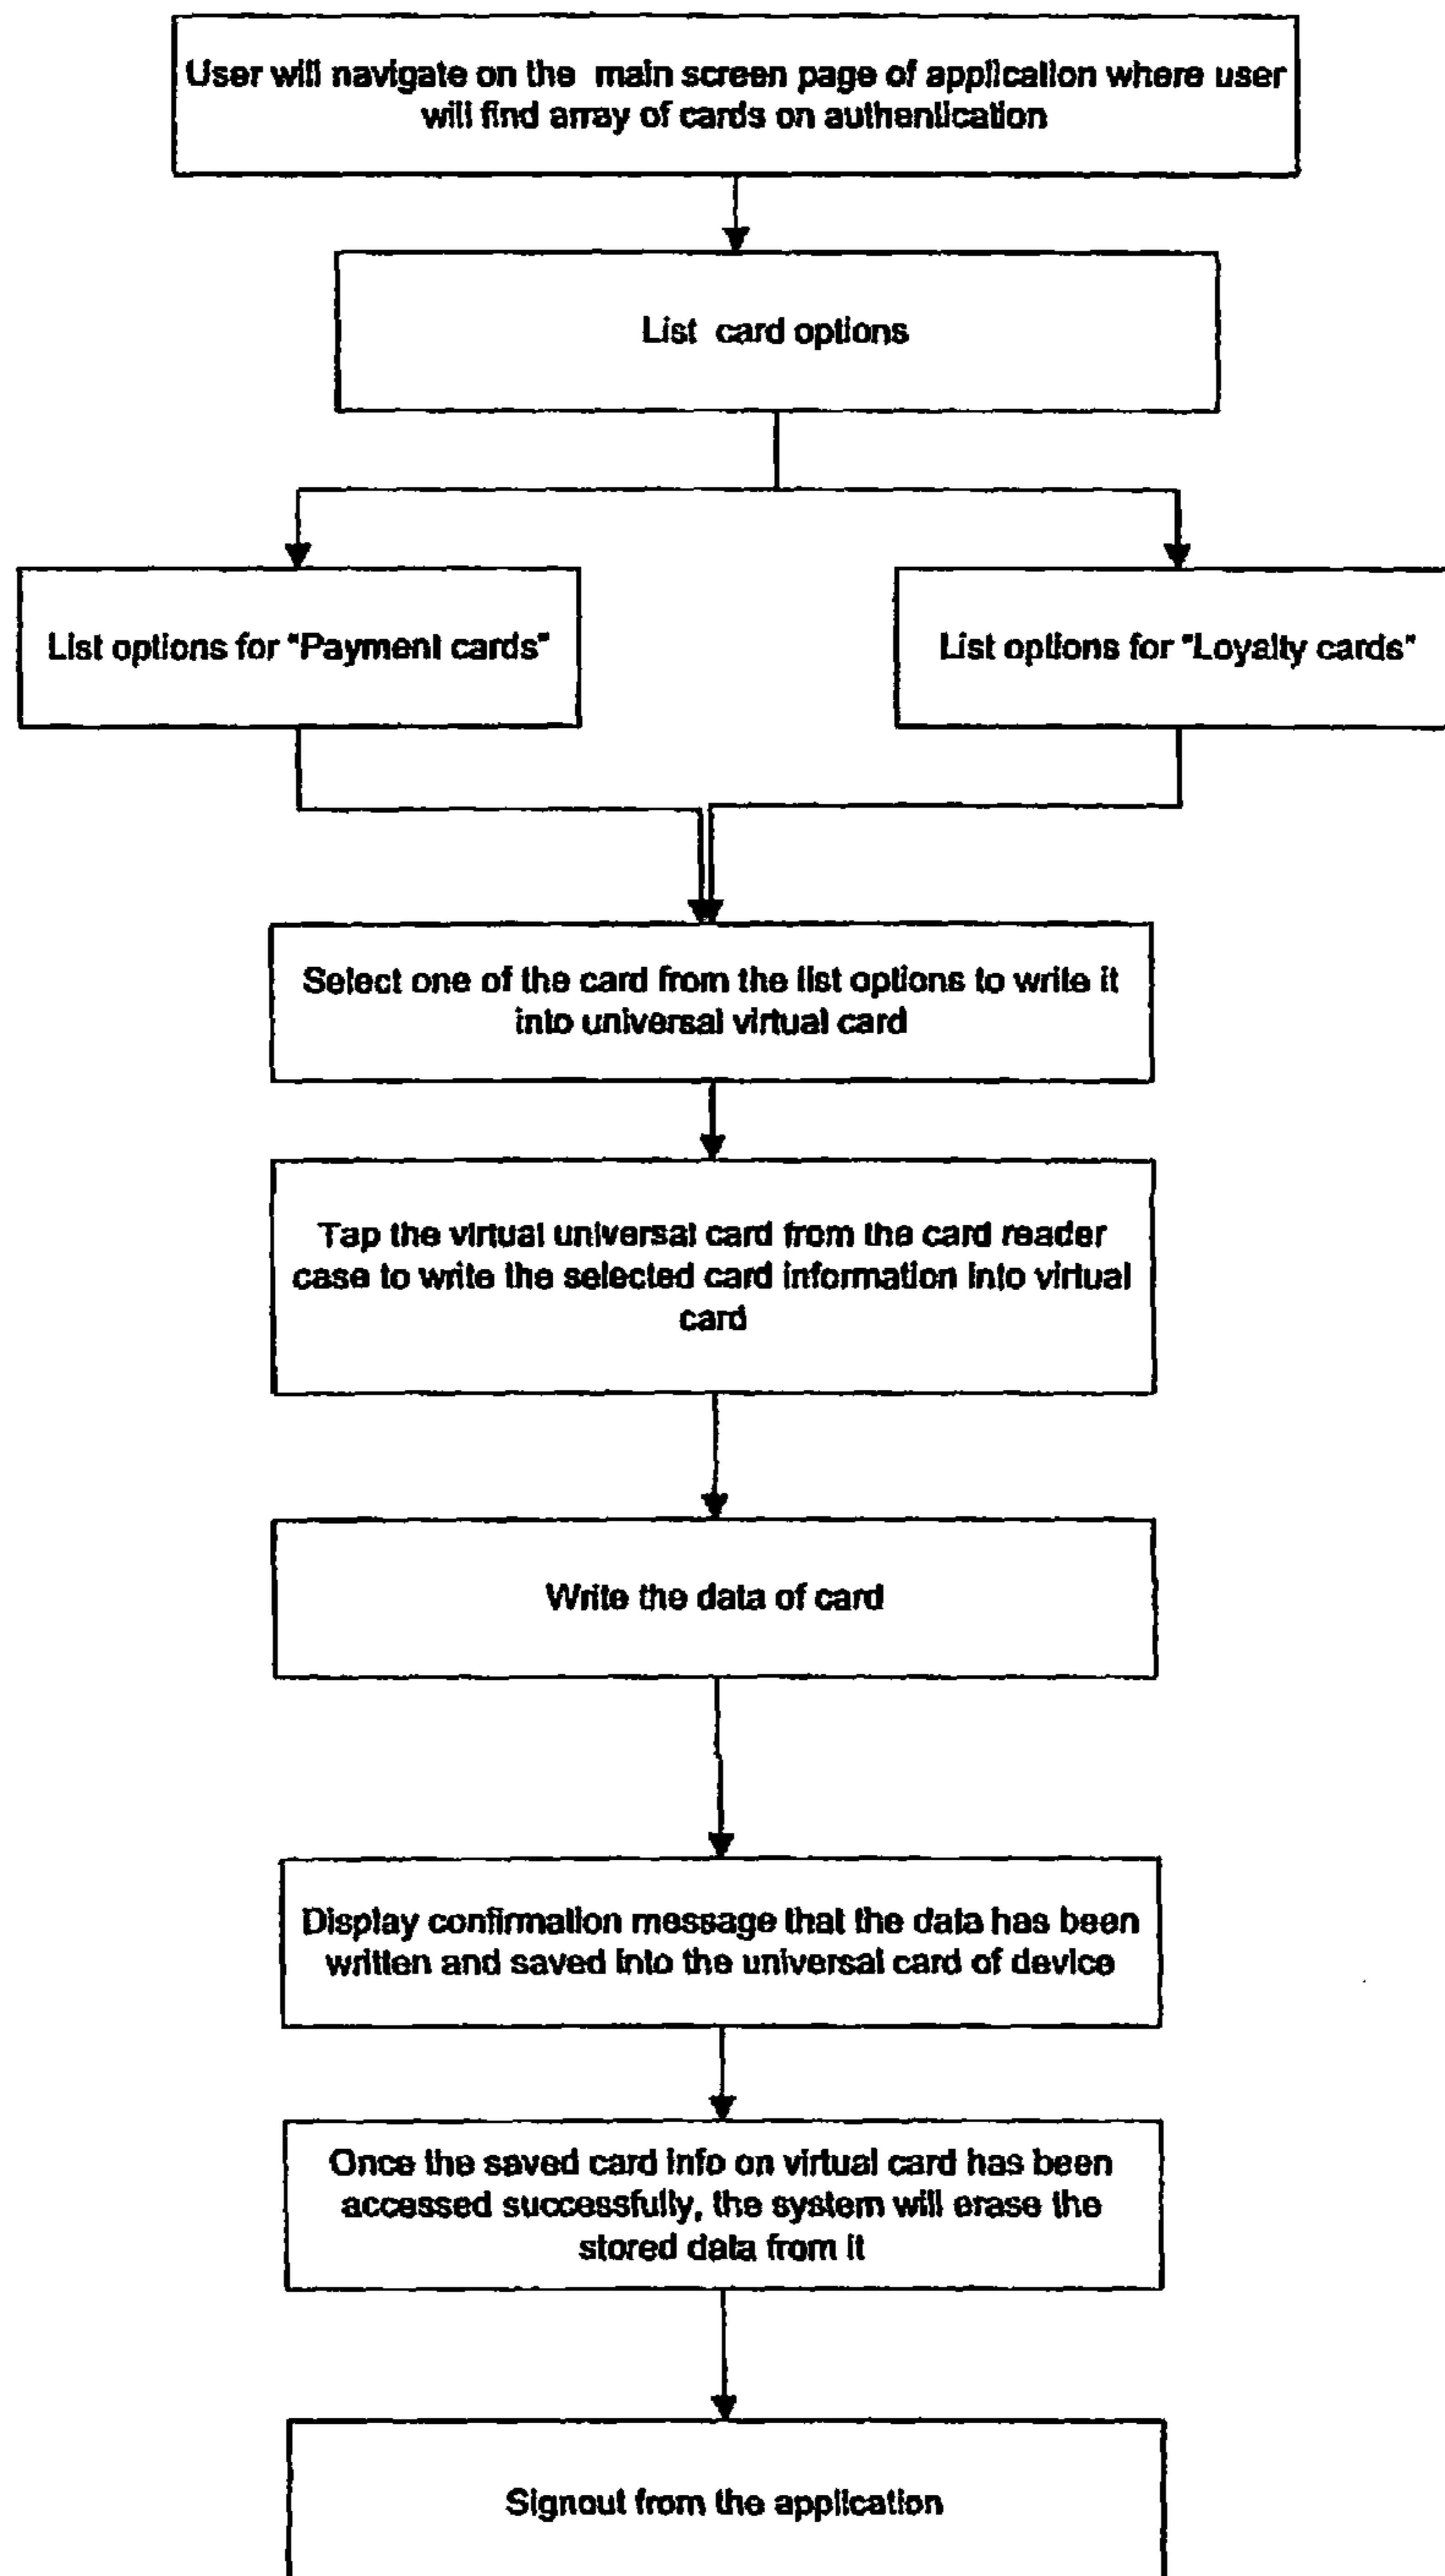 User will navigate on the main screen page of application where user
will find array of cards on authentication
List card options
List options for "Payment cards"
List options for "Loyalty cards"
Select one of the card from the list options to write it
into universal virtual card
Tap the virtual universal card from the card reader
case to write the selected card information into virtual
card
Write the data of card
Display confirmation message that the data has been
written and saved into the universal card of device
Once the saved card info on virtual card has been
accessed successfully, the system will erase the
stored data from it
Signout from the application